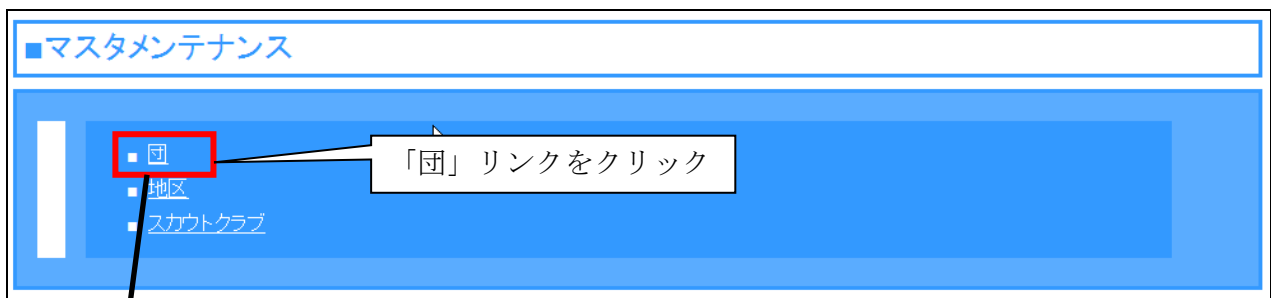 ■マスタメンテナンス
■ 団
「団」リンクをクリック
■ 地区
■ スカウトクラブ